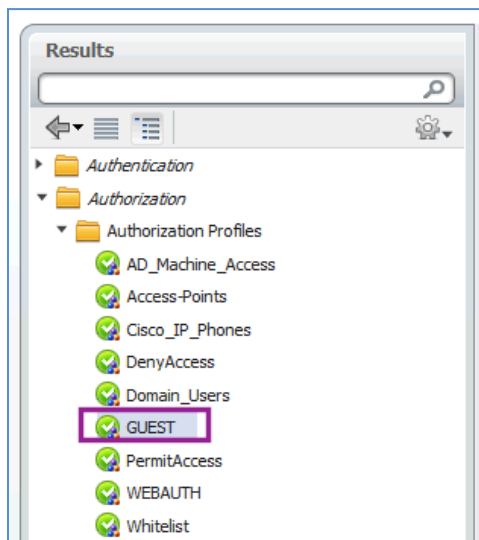 Results
Authentication
Authorization
Authorization Profiles
AD_Machine_Access
Access-Points
Cisco_IP_Phones
DenyAccess
Domain_Users
GUEST
PermitAccess
WEBAUTH
Whitelist